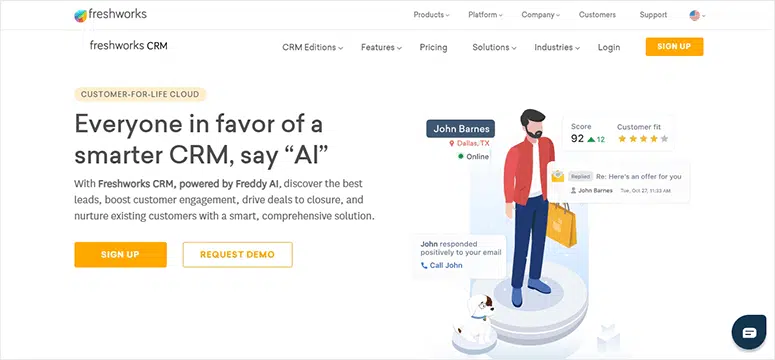 freshworks
Products Platform Company Customers Support
freshworks CRM
CRM Editions Features Pricing Solutions Industries Login SIGN UP
CUSTOMER-FOR-LIFE CLOUD
Everyone in favor of a
smarter CRM, say “AI”
With Freshworks CRM, powered by Freddy AI, discover the best
leads, boost customer engagement, drive deals to closure, and
nurture existing customers with a smart, comprehensive solution.
SIGN UP
REQUEST DEMO
John Barnes
Dallas, TX
Online
Score
92 12
Customer fit
Replied Re: Here's an offer for you
John Barnes Tue, Oct 27, 11:33 AM
John responded
positively to your email
Call John